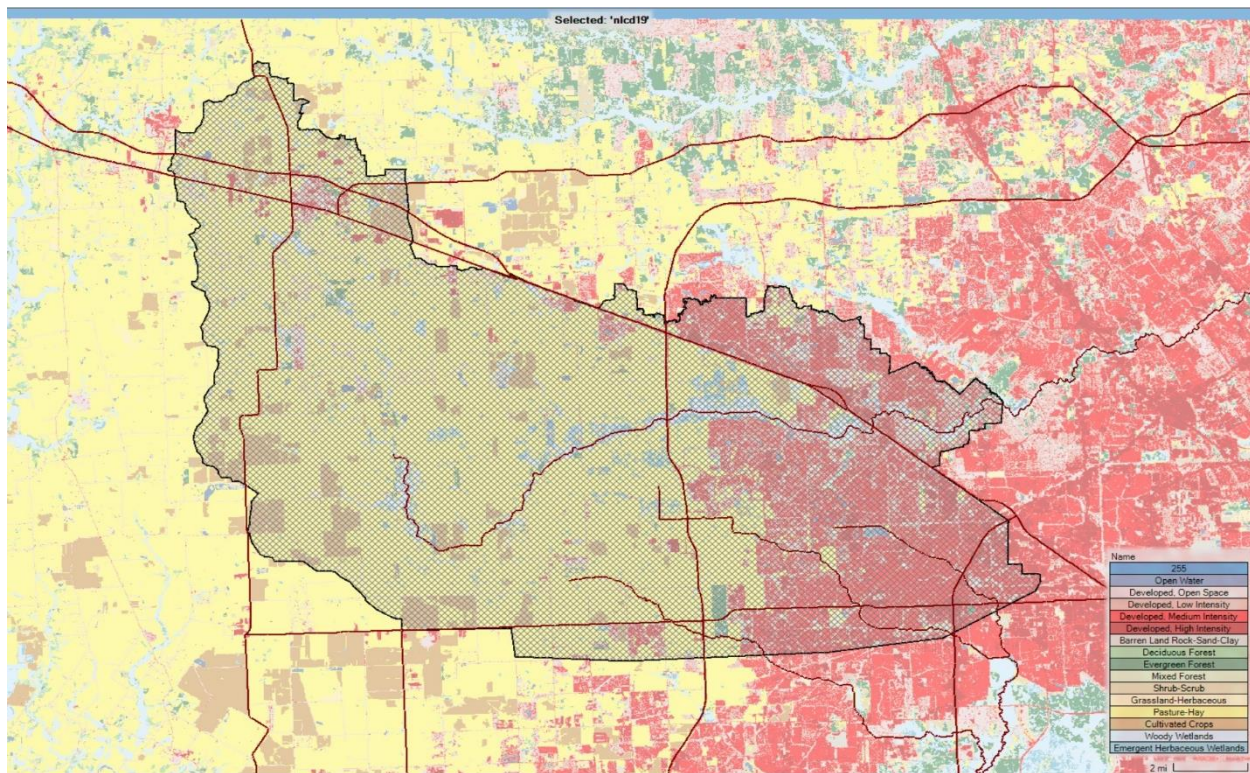 Selected: 'nlcd19'
Name
255
Open Water
Developed, Open Space
Developed, Low Intensity
Developed, Medium Intensity
Developed, High Intensity
Barren Land Rock-Sand-Clay
Deciduous Forest
Evergreen Forest
Mixed Forest
Shrub-Scrub
Grassland-Herbaceous
Pasture-Hay
Cultivated Crops
Woody Wetlands
Emergent Herbaceous Wetlands
2 mi